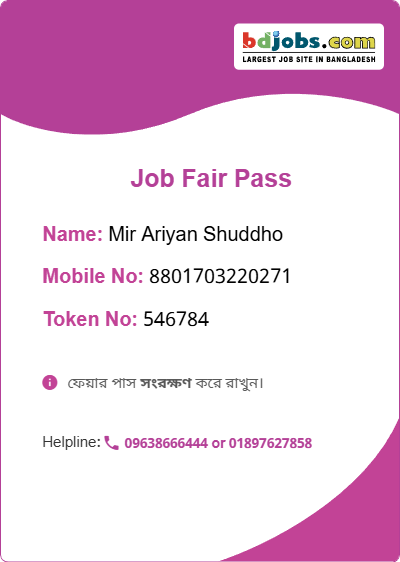 bdjobs.com
LARGEST JOB SITE IN BANGLADESH
Job Fair Pass
Name: Mir Ariyan Shuddho
Mobile No: 8801703220271
Token No: 546784
ফেয়ার পাস সংরক্ষণ করে রাখুন।
Helpline: 09638666444 or 01897627858